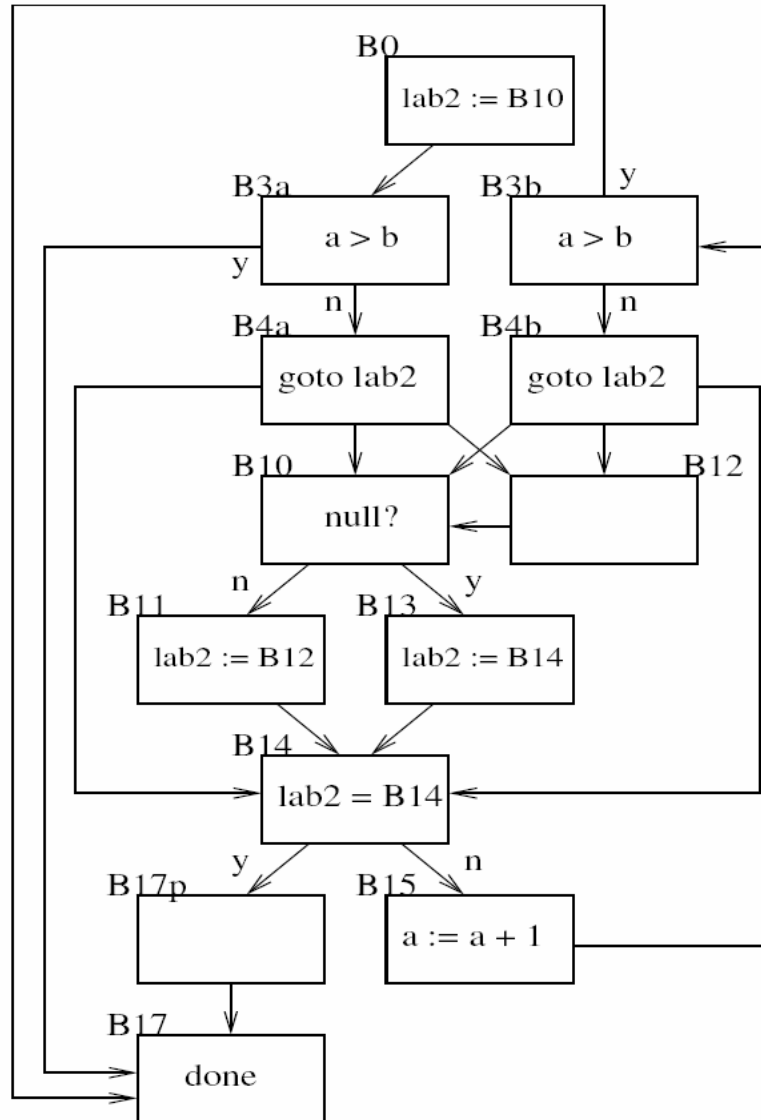 B0
lab2 := B10
B3a
a > b
y
n
B3b
y
a > b
n
B4a
goto lab2
B4b
goto lab2
B10
null?
n
y
B12
B11
lab2 := B12
B13
lab2 := B14
B14
lab2 = B14
y
n
B17p
B15
a := a + 1
B17
done